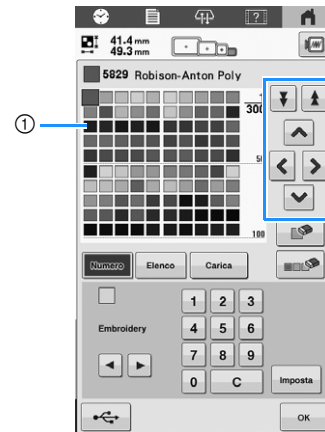 ?
41.4 mm
49.3 mm
5829 Robison-Anton Poly
300
①
50
100
Numero Elenco Carica
1 2 3
Embroidery
4 5 6
7 8 9
0 C Imposta
OK